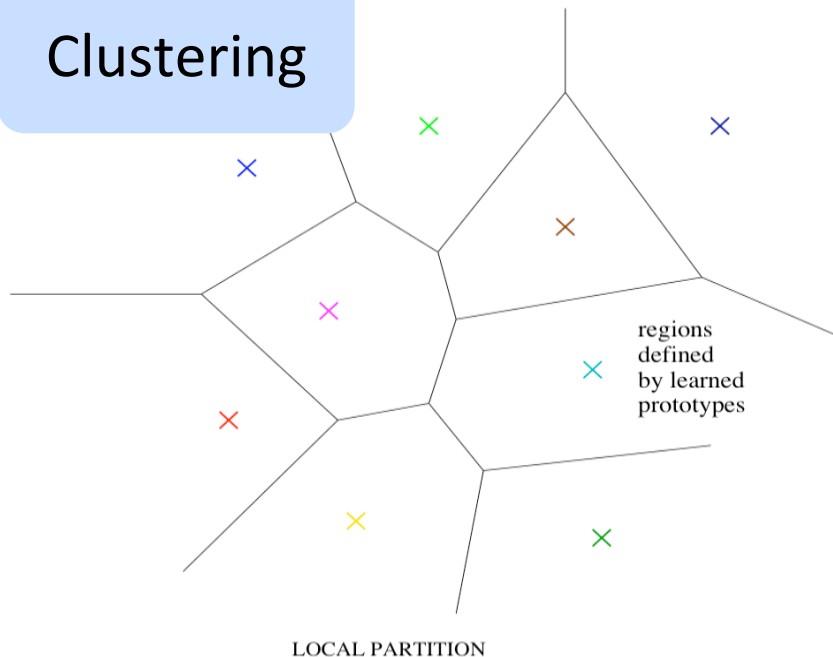 Clustering
regions
defined
by learned
prototypes
LOCAL PARTITION